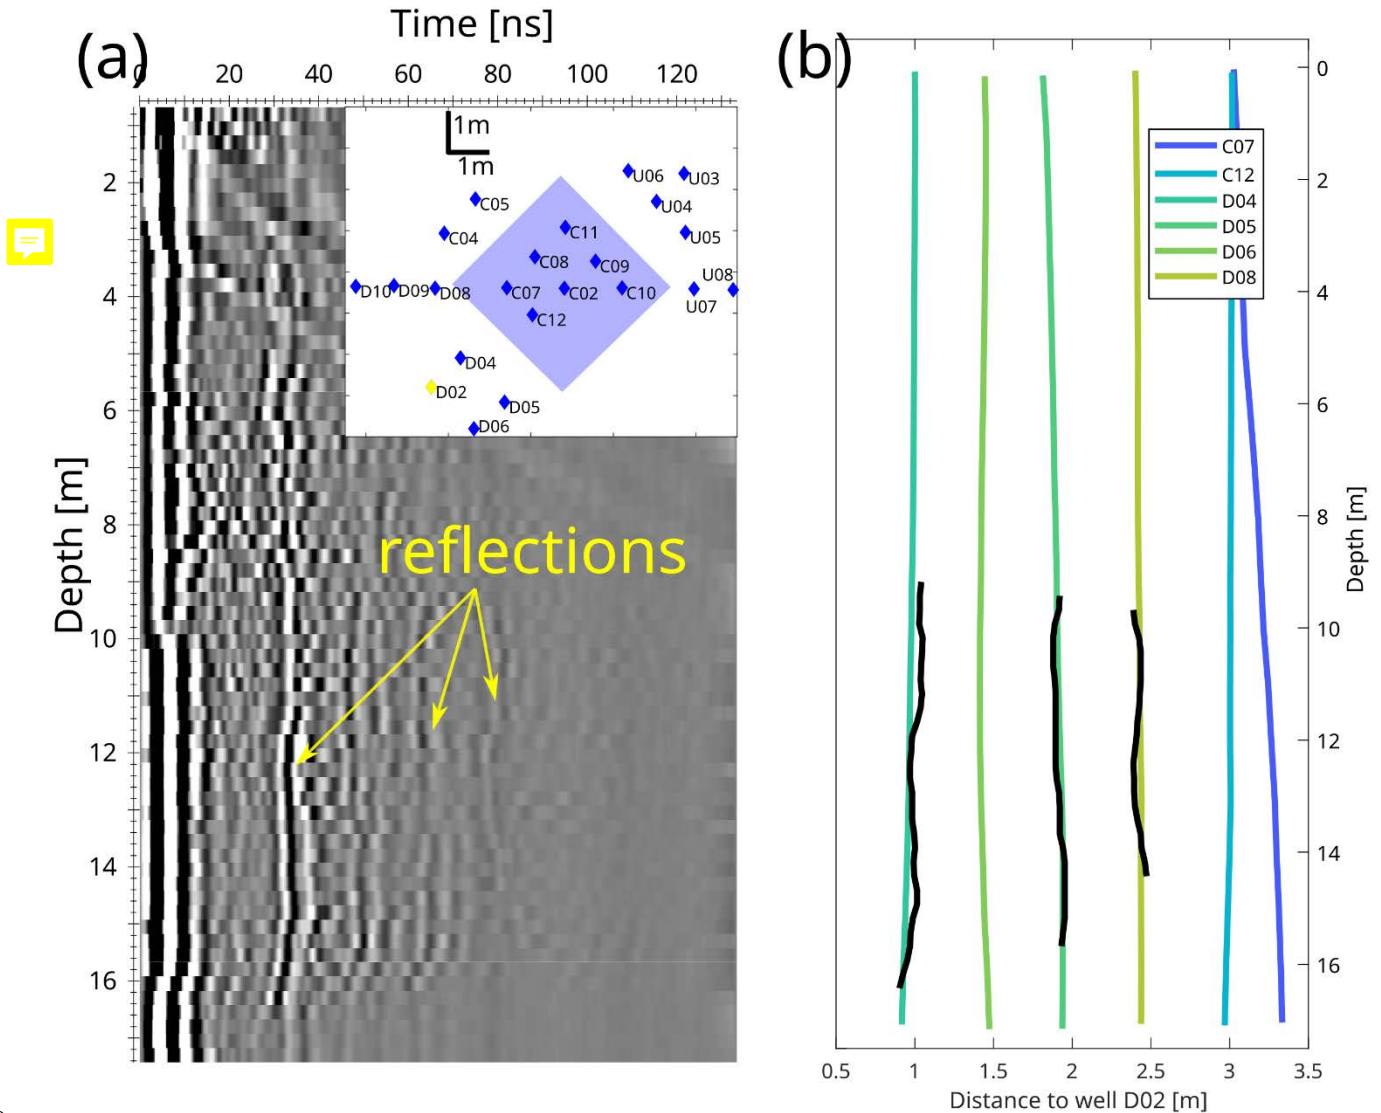 Time [ns]
(a)
0 20 40 60 80 100 120
Depth [m]
2
4
6
8
10
12
14
16
1m
1m
U06
U03
C05
U04
C04
C11
U05
C08
C09
U08
D10
D09
D08
C07
C02
C10
U07
C12
D04
D02
D05
D06
reflections
(b)
C07
C12
D04
D05
D06
D08
0
2
4
6
8
10
12
14
16
Depth [m]
0.5 1 1.5 2 2.5 3 3.5
Distance to well D02 [m]